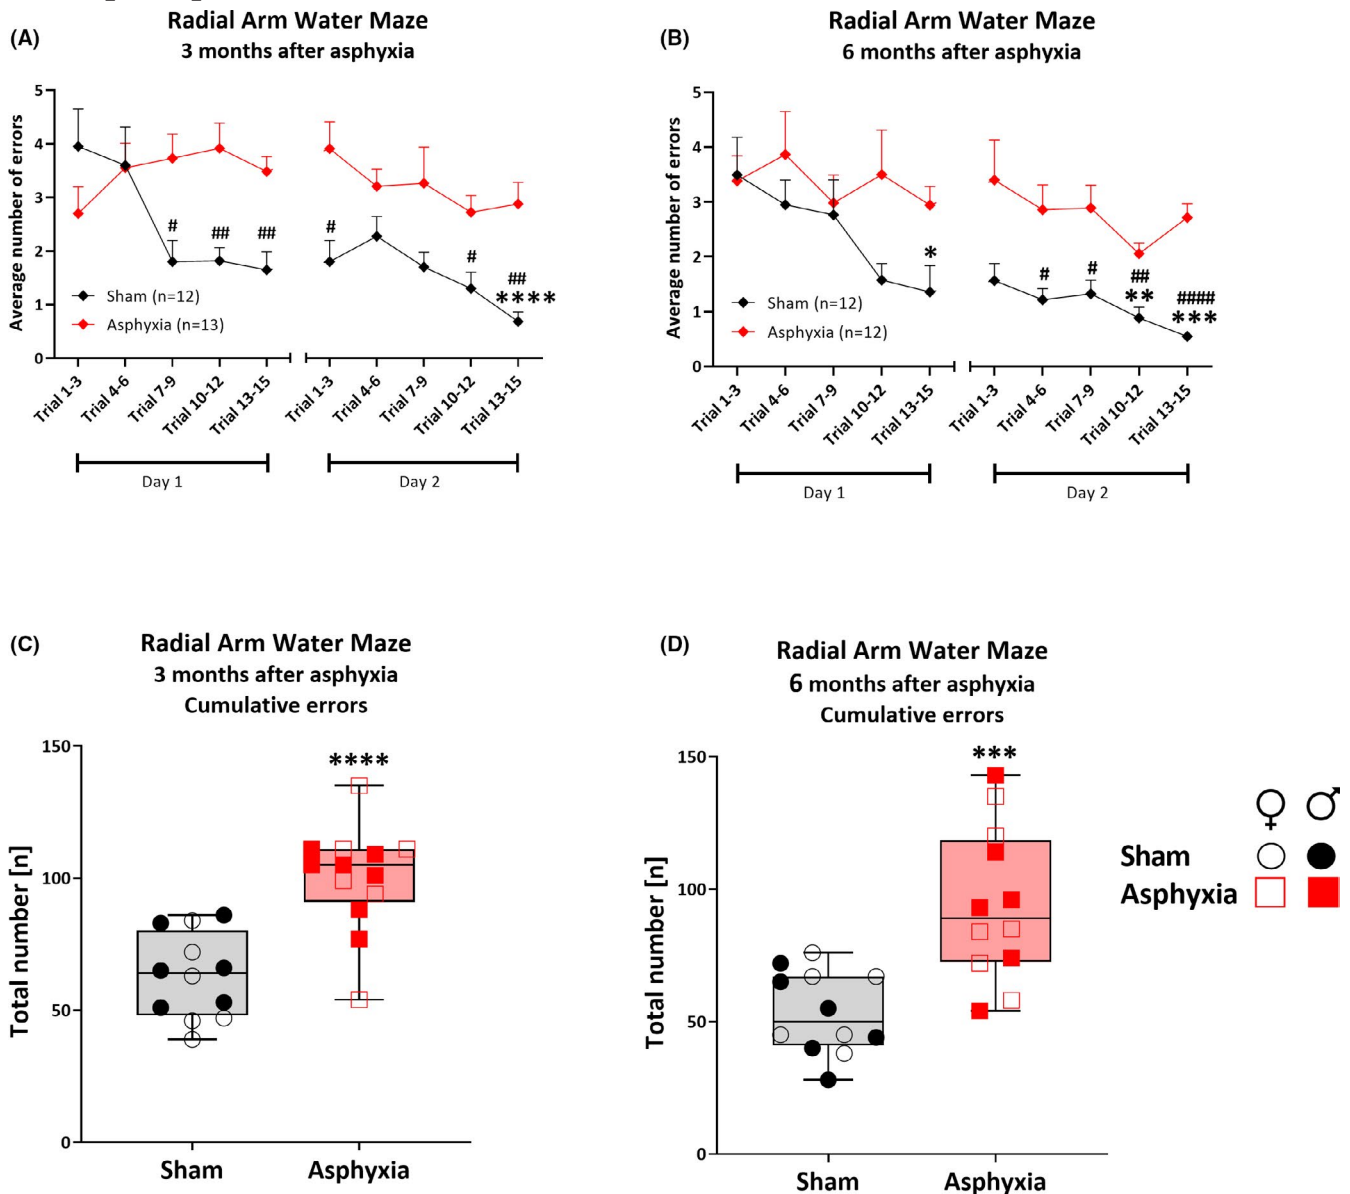 (A)
Radial Arm Water Maze
3 months after asphyxia
Average number of errors
5
4
3
2
1
0
#
##
##
#
#
##
****
Sham (n=12)
Asphyxia (n=13)
Trial 1-3
Trial 4-6
Trial 7-9
Trial 10-12
Trial 13-15
Trial 1-3
Trial 4-6
Trial 7-9
Trial 10-12
Trial 13-15
Day 1
Day 2
(B)
Radial Arm Water Maze
6 months after asphyxia
Average number of errors
5
4
3
2
1
0
*
#
#
##
**
####
***
Sham (n=12)
Asphyxia (n=12)
Trial 1-3
Trial 4-6
Trial 7-9
Trial 10-12
Trial 13-15
Trial 1-3
Trial 4-6
Trial 7-9
Trial 10-12
Trial 13-15
Day 1
Day 2
(C)
Radial Arm Water Maze
3 months after asphyxia
Cumulative errors
Total number [n]
150
100
50
0
****
Sham
Asphyxia
(D)
Radial Arm Water Maze
6 months after asphyxia
Cumulative errors
Total number [n]
150
100
50
0
***
Sham
Asphyxia
♀ ♂
Sham
Asphyxia